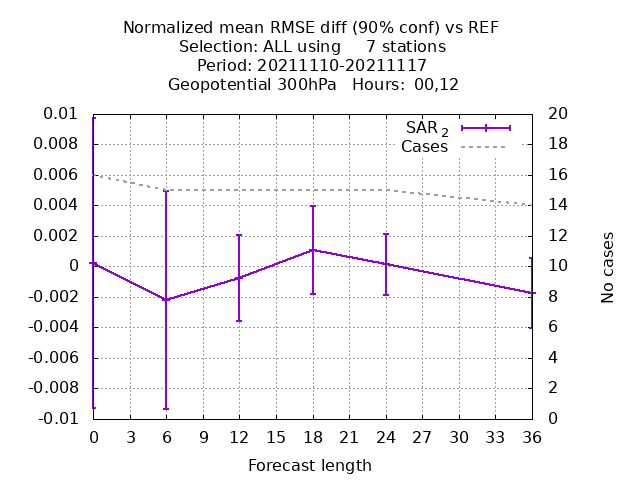 Normalized mean RMSE diff (90% conf) vs REF
Selection: ALL using 7 stations
Period: 20211110-20211117
Geopotential 300hPa Hours: 00,12
0.01
0.008
0.006
0.004
0.002
0
-0.002
-0.004
-0.006
-0.008
-0.01
SAR 2
Cases
20
18
16
14
12
10
8
6
4
2
0
No cases
0 3 6 9 12 15 18 21 24 27 30 33 36
Forecast length